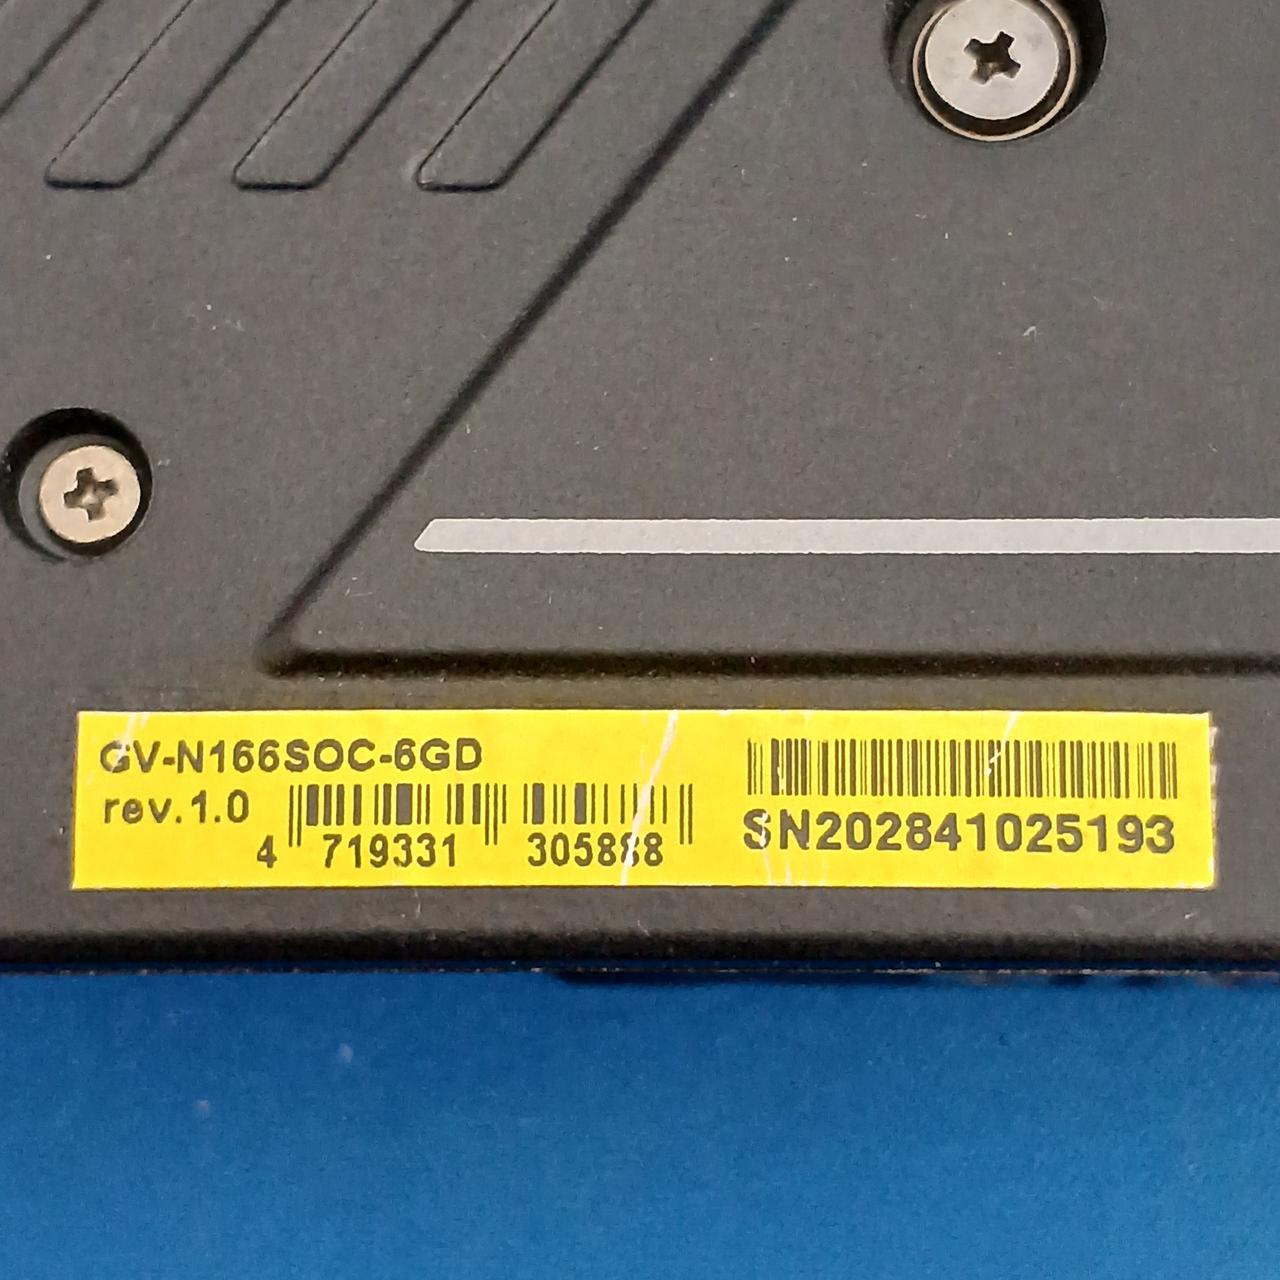 GV-N166SOC-6GD
rev.1.0
4 719331 305888
SN202841025193